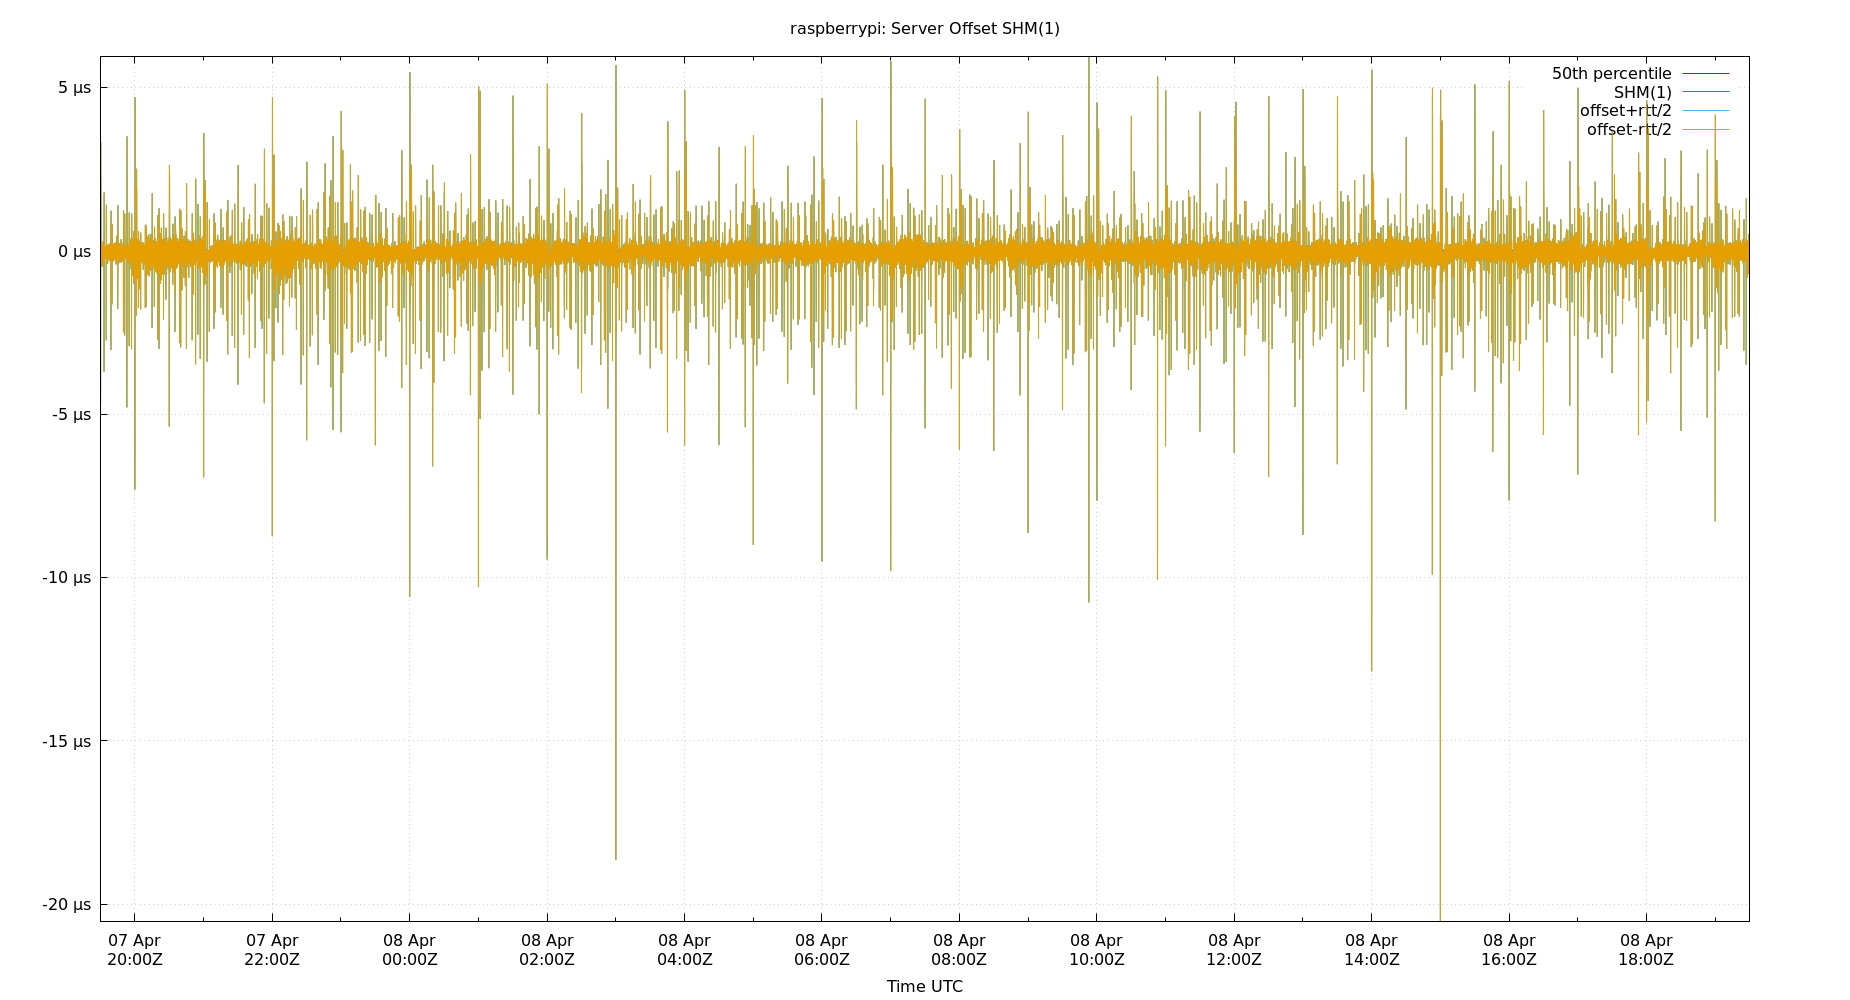 raspberrypi: Server Offset SHM(1)
50th percentile
SHM(1)
offset+rtt/2
offset-rtt/2
5 µs
0 µs
-5 µs
-10 µs
-15 µs
-20 µs
07 Apr 07 Apr 08 Apr 08 Apr 08 Apr 08 Apr 08 Apr 08 Apr 08 Apr 08 Apr 08 Apr 08 Apr
20:00Z 22:00Z 00:00Z 02:00Z 04:00Z 06:00Z 08:00Z 10:00Z 12:00Z 14:00Z 16:00Z 18:00Z
Time UTC